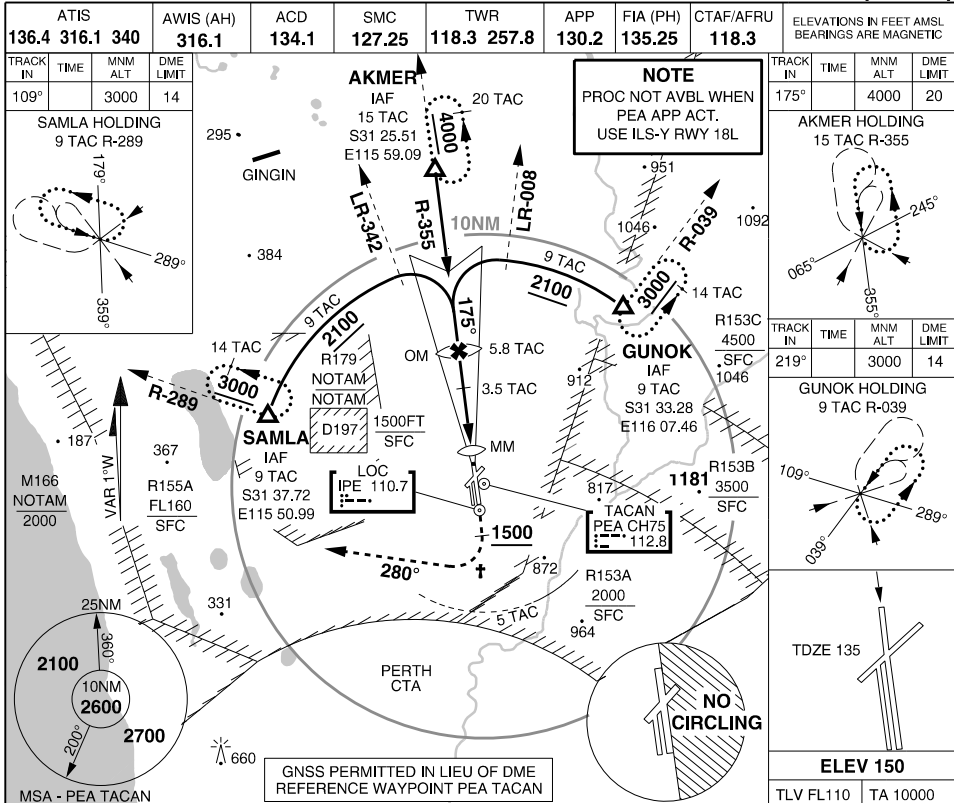 ATIS
136.4 316.1 340
AWIS (AH)
316.1
ACD
134.1
SMC
127.25
TWR
118.3 257.8
APP
130.2
FIA (PH)
135.25
CTAF/AFRU
118.3
ELEVATIONS IN FEET AMSL
BEARINGS ARE MAGNETIC
TRACK IN
TIME
MNM ALT
DME LIMIT
109°
3000
14
SAMLA HOLDING
9 TAC R-289
179°
289°
359°
AKMER
IAF
15 TAC
S31 25.51
E115 59.09
20 TAC
4000
NOTE
PROC NOT AVBL WHEN
PEA APP ACT.
USE ILS-Y RWY 18L
TRACK IN
TIME
MNM ALT
DME LIMIT
175°
4000
20
AKMER HOLDING
15 TAC R-355
245°
065°
355°
295
GINGIN
LR-342
R-355
LR-008
10NM
951
1046
1092
R-039
384
9 TAC
2100
9 TAC
2100
3000
14 TAC
175°
OM
5.8 TAC
3.5 TAC
MM
GUNOK
IAF
9 TAC
S31 33.28
E116 07.46
R153C
4500
SFC
1046
TRACK IN
TIME
MNM ALT
DME LIMIT
219°
3000
14
GUNOK HOLDING
9 TAC R-039
109°
289°
039°
14 TAC
3000
R-289
R179
NOTAM
NOTAM
D197
1500FT
SFC
912
SAMLA
IAF
9 TAC
S31 37.72
E115 50.99
187
M166
NOTAM
2000
VAR 1°W
367
R155A
FL160
SFC
LOC
IPE 110.7
817
1181
R153B
3500
SFC
TACAN
PEA CH75
112.8
1500
280°
872
R153A
2000
SFC
5 TAC
964
331
25NM
360°
2100
10NM
2600
200°
2700
MSA - PEA TACAN
PERTH
CTA
660
GNSS PERMITTED IN LIEU OF DME
REFERENCE WAYPOINT PEA TACAN
NO
CIRCLING
TDZE 135
ELEV 150
TLV FL110
TA 10000